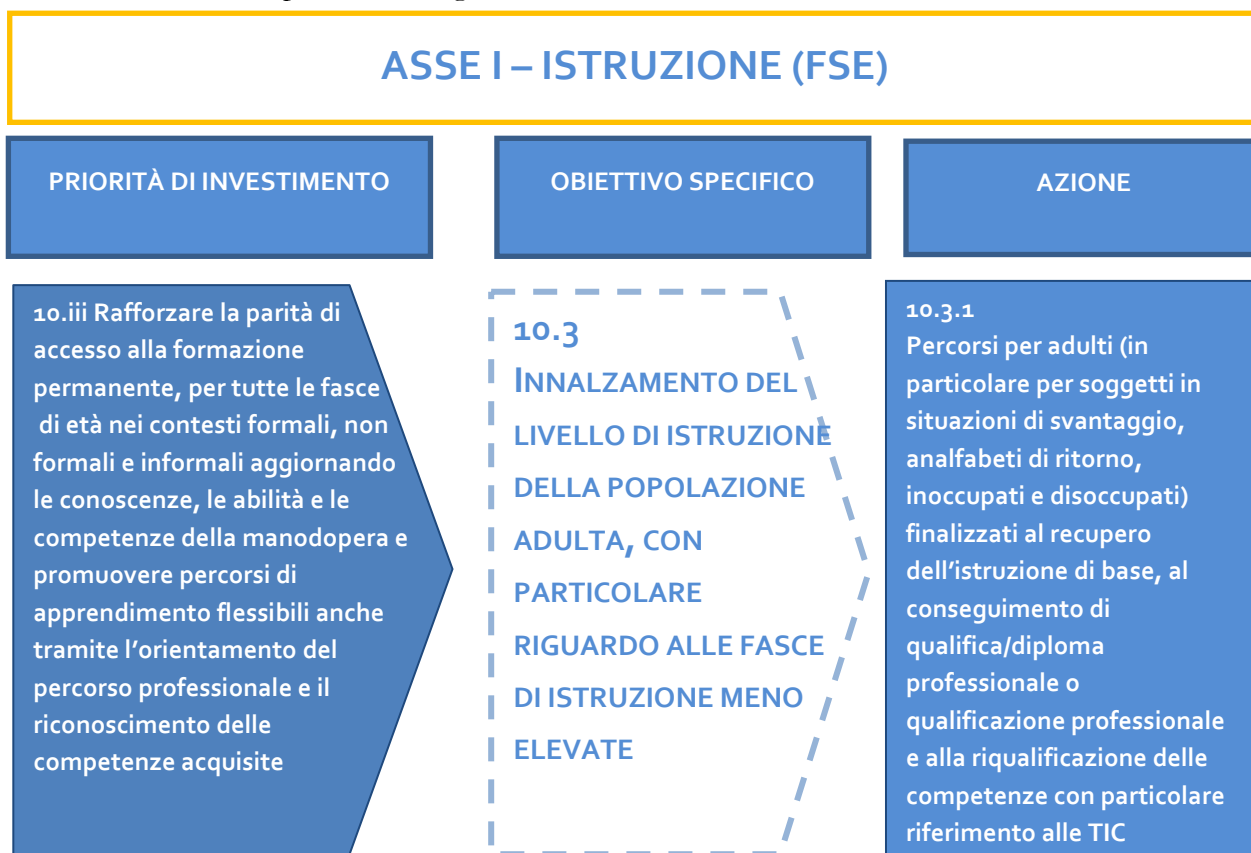 ASSE I – ISTRUZIONE (FSE)
PRIORITÀ DI INVESTIMENTO
OBIETTIVO SPECIFICO
AZIONE
10.iii Rafforzare la parità di
accesso alla formazione
permanente, per tutte le fasce
di età nei contesti formali, non
formali e informali aggiornando
le conoscenze, le abilità e le
competenze della manodopera e
promuovere percorsi di
apprendimento flessibili anche
tramite l'orientamento del
percorso professionale e il
riconoscimento delle
competenze acquisite
10.3
INNALZAMENTO DEL
LIVELLO DI ISTRUZIONE
DELLA POPOLAZIONE
ADULTA, CON
PARTICOLARE
RIGUARDO ALLE FASCE
DI ISTRUZIONE MENO
ELEVATE
10.3.1
Percorsi per adulti (in
particolare per soggetti in
situazioni di svantaggio,
analfabeti di ritorno,
inoccupati e disoccupati)
finalizzati al recupero
dell'istruzione di base, al
conseguimento di
qualifica/diploma
professionale o
qualificazione professionale
e alla riqualificazione delle
competenze con particolare
riferimento alle TIC